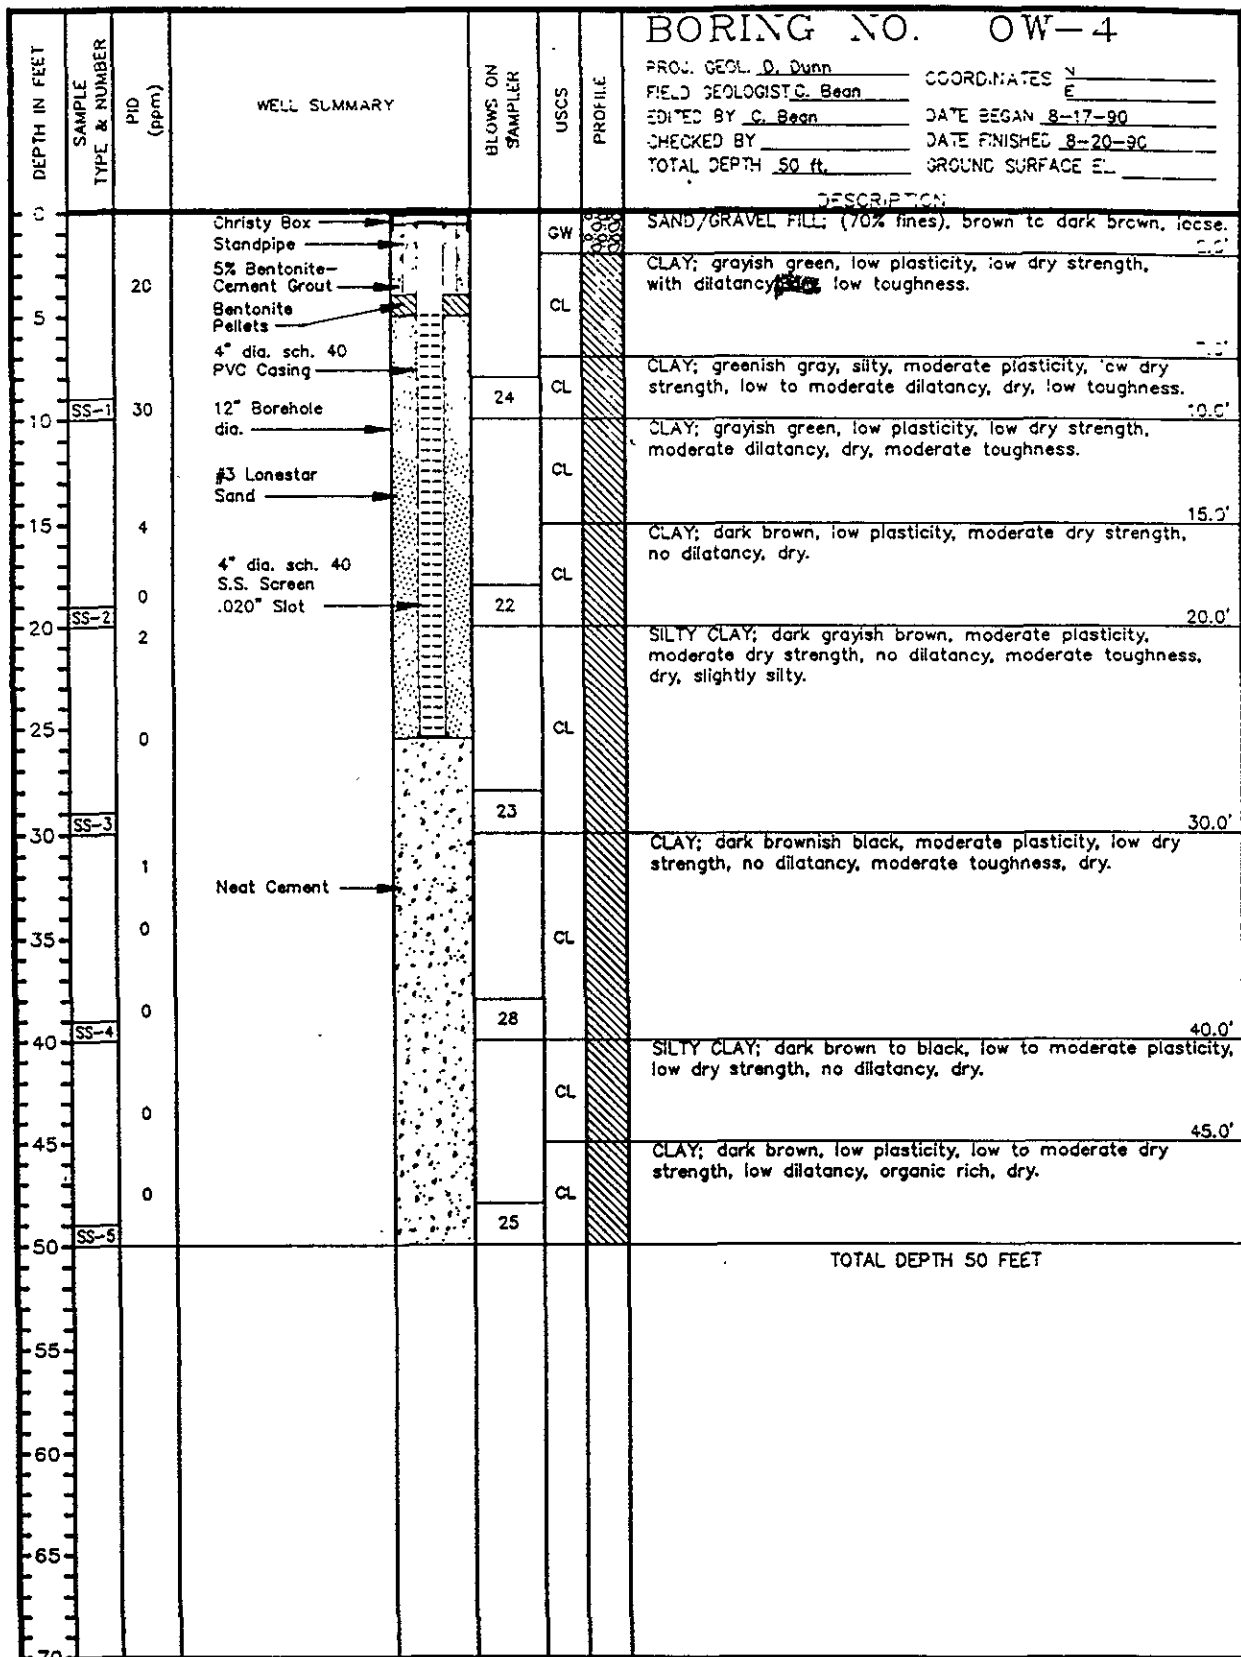 BORING NO. OW-4
PROJ. GEOL. D. Dunn
FIELD GEOLOGIST C. Bean
EDITED BY C. Bean
CHECKED BY
TOTAL DEPTH 50 ft.
COORDINATES N
E
DATE BEGAN 8-17-90
DATE FINISHED 8-20-90
GROUND SURFACE EL.
DEPTH IN FEET
SAMPLE
TYPE & NUMBER
PID
(ppm)
WELL SUMMARY
BLOWS ON
SAMPLER
USCS
PROFILE
DESCRIPTION
0
Christy Box
Standpipe
GW
SAND/GRAVEL FILL; (70% fines), brown to dark brown, loose.
5% Bentonite-
Cement Grout
20
Bentonite
Pellets
5
CL
CLAY; grayish green, low plasticity, low dry strength,
with dilatancy low toughness.
4" dia. sch. 40
PVC Casing
CL
CLAY; greenish gray, silty, moderate plasticity, low dry
strength, low to moderate dilatancy, dry, low toughness.
10.0'
SS-1
30
12" Borehole
dia.
24
10
CLAY; grayish green, low plasticity, low dry strength,
moderate dilatancy, dry, moderate toughness.
CL
#3 Lonestar
Sand
15.0'
15
4
CLAY; dark brown, low plasticity, moderate dry strength,
no dilatancy, dry.
4" dia. sch. 40
S.S. Screen
.020" Slot
CL
0
22
SS-2
20.0'
20
2
SILTY CLAY; dark grayish brown, moderate plasticity,
moderate dry strength, no dilatancy, moderate toughness,
dry, slightly silty.
25
0
CL
23
SS-3
30.0'
30
1
CLAY; dark brownish black, moderate plasticity, low dry
strength, no dilatancy, moderate toughness, dry.
Neat Cement
35
0
CL
0
28
SS-4
40.0'
40
SILTY CLAY; dark brown to black, low to moderate plasticity,
low dry strength, no dilatancy, dry.
CL
0
45.0'
45
CLAY; dark brown, low plasticity, low to moderate dry
strength, low dilatancy, organic rich, dry.
0
CL
25
SS-5
50
TOTAL DEPTH 50 FEET
55
60
65
70